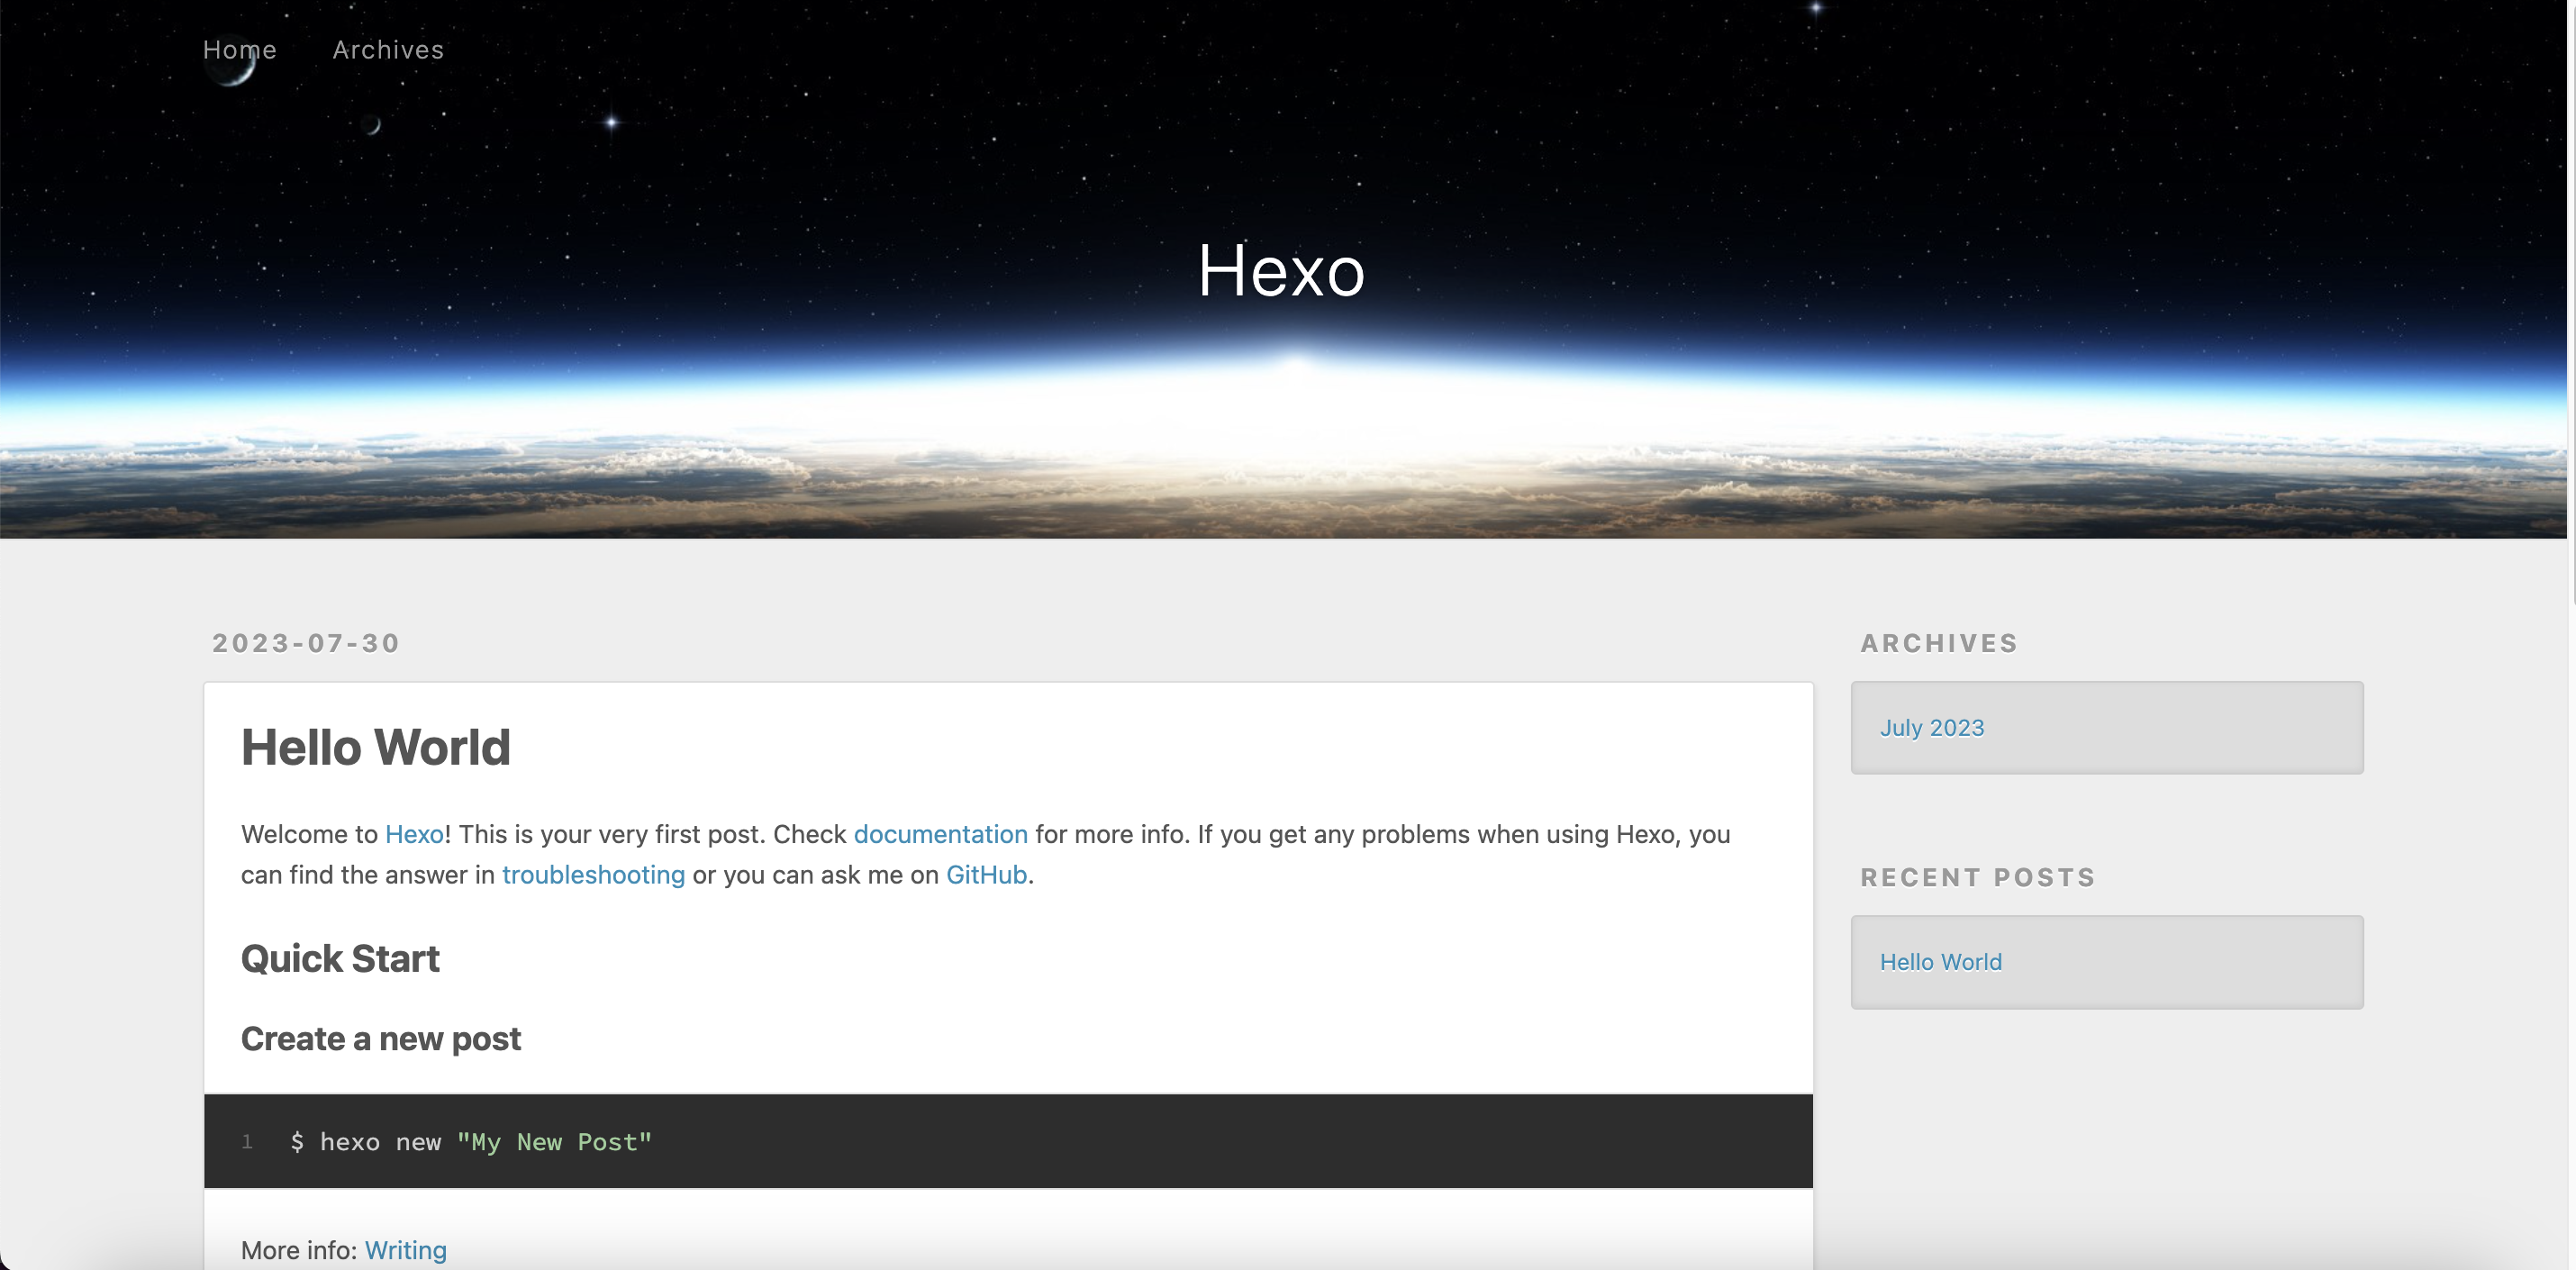 Home Archives
Hexo
2023-07-30
Hello World
Welcome to Hexo! This is your very first post. Check documentation for more info. If you get any problems when using Hexo, you
can find the answer in troubleshooting or you can ask me on GitHub.
Quick Start
Create a new post
1 $ hexo new "My New Post"
More info: Writing
ARCHIVES
July 2023
RECENT POSTS
Hello World